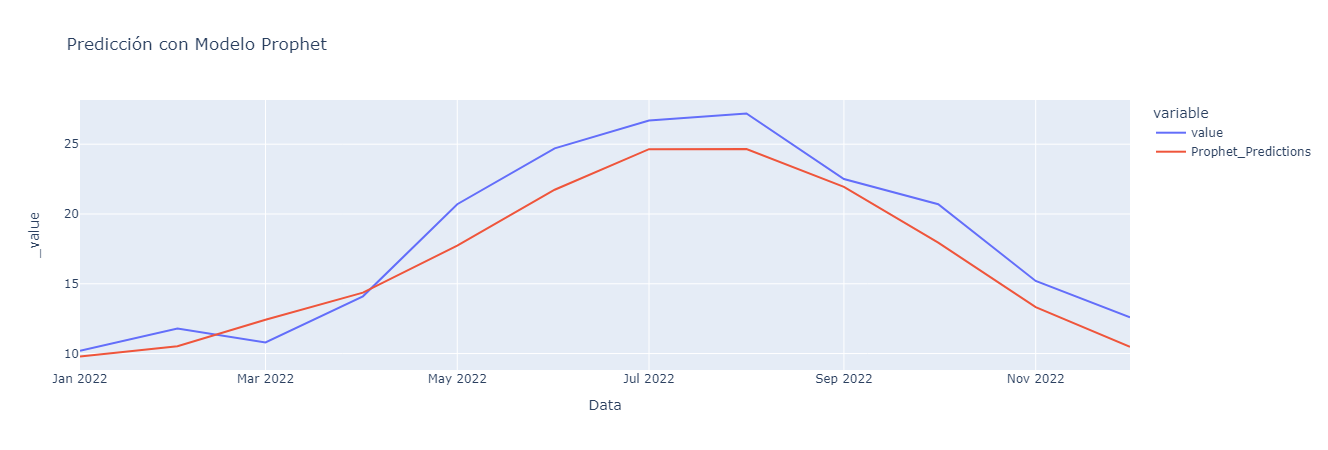 Predicción con Modelo Prophet
variable
value
Prophet_Predictions
_value
25
20
15
10
Jan 2022
Mar 2022
May 2022
Jul 2022
Sep 2022
Nov 2022
Data